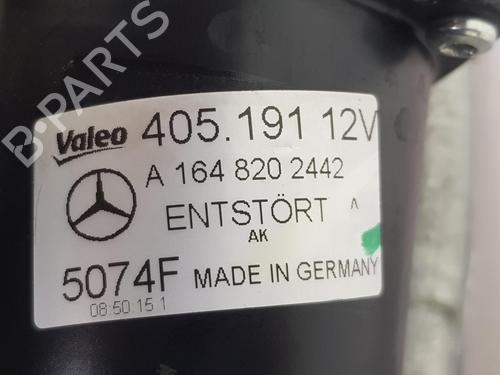 B-PARTS
Valeo 405.191 12V
A 164 820 2442
ENTSTÖRT ^
AK
5074F MADE IN GERMANY
08:50:15 1